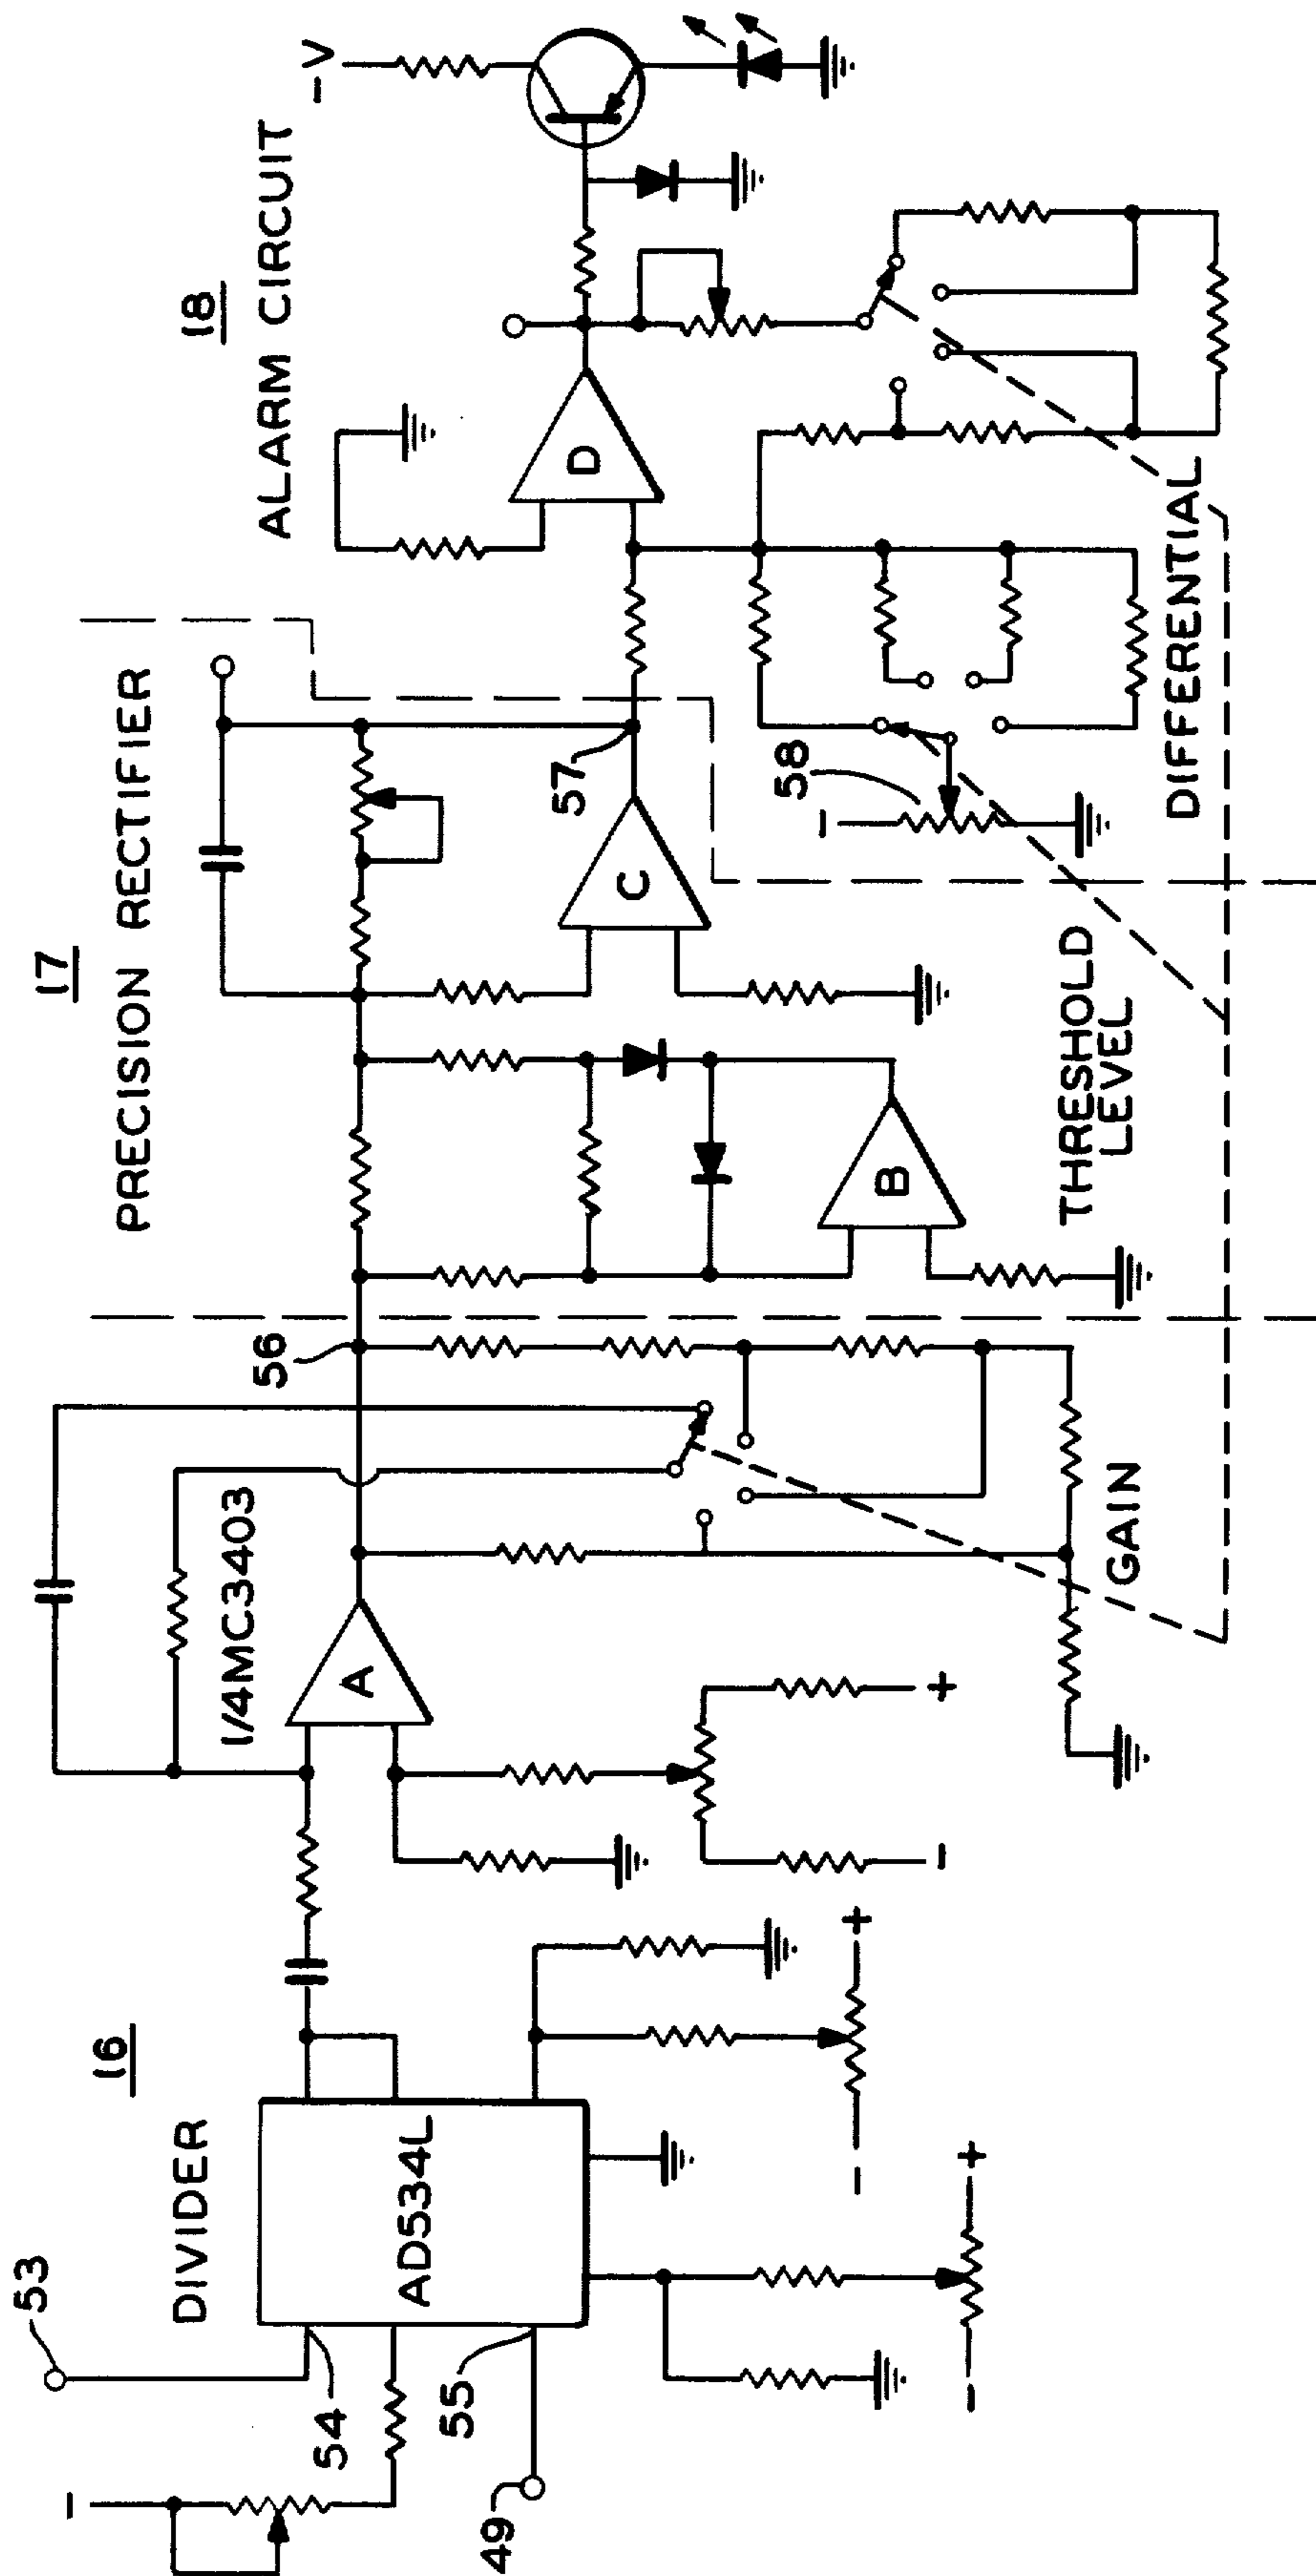 53
DIVIDER
16
54
AD534L
55
49
1/4MC3403
A
56
GAIN
17
PRECISION RECTIFIER
B
C
57
THRESHOLD
LEVEL
18
ALARM CIRCUIT
-V
D
58
DIFFERENTIAL
-
-
+
-
+
-
+
-